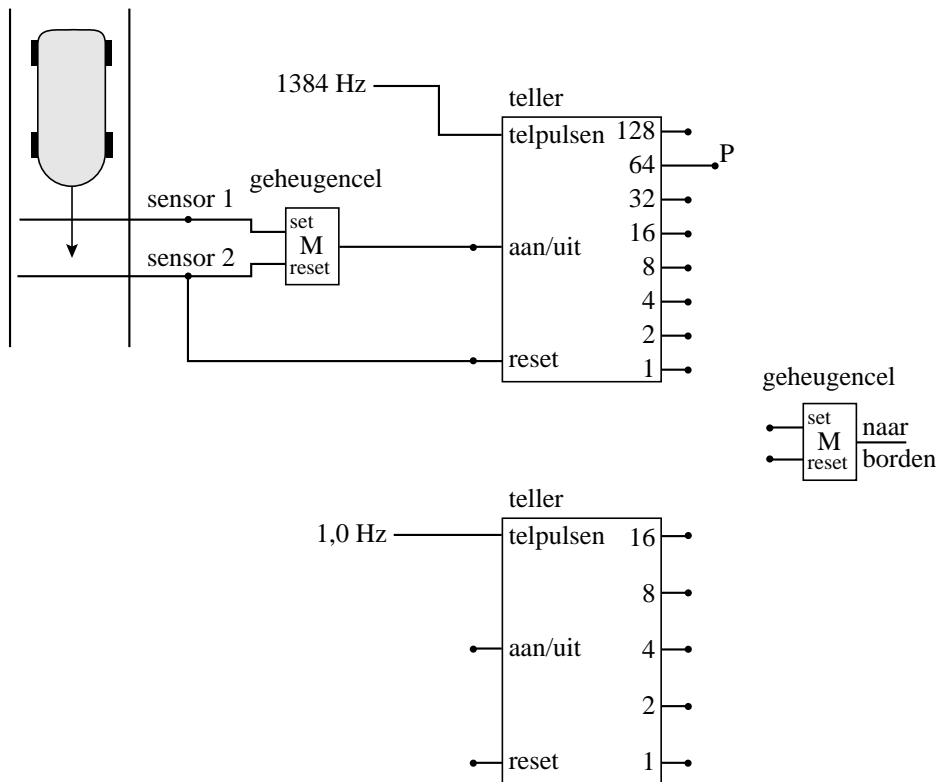 1384 Hz
teller
telpulsen 128
64 P
32
16
aan/uit
8
4
2
reset
1
geheugencel
sensor 1
set
M
reset
sensor 2
geheugencel
set
M
reset
naar
borden
teller
1,0 Hz
telpulsen 16
8
aan/uit 4
2
reset 1